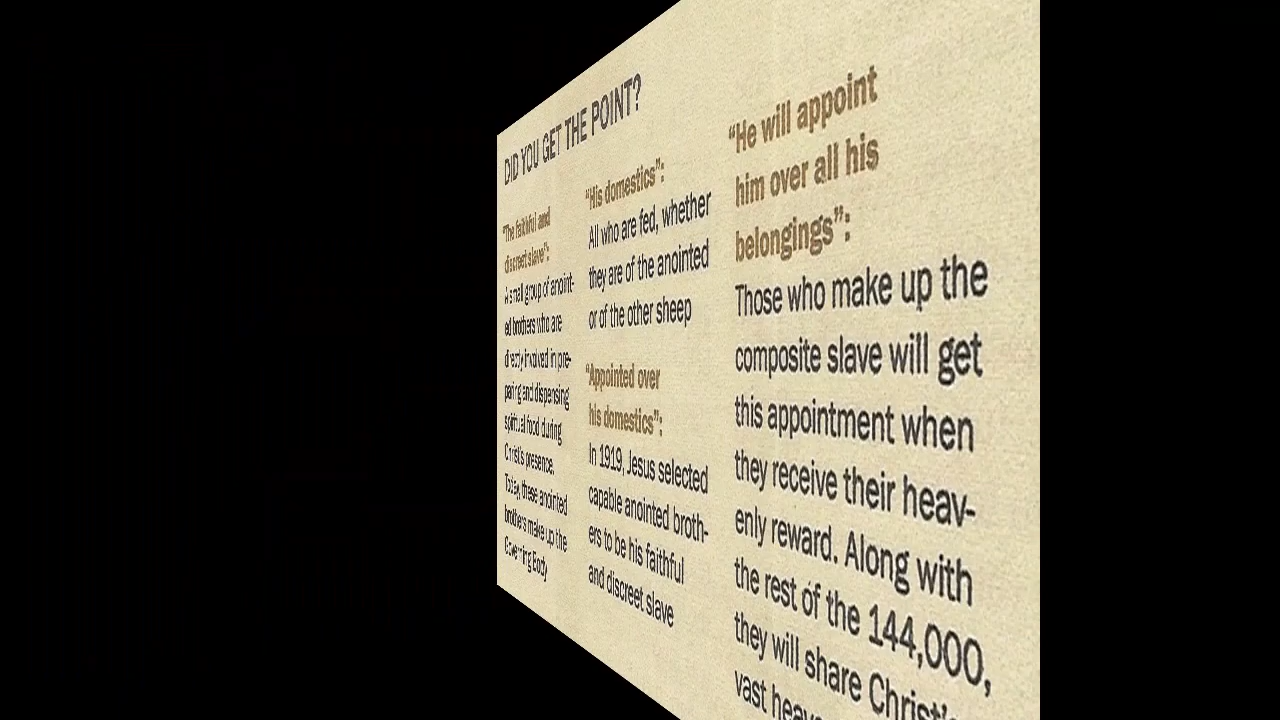 DID YOU GET THE POINT?
“The faithful and
discreet slave”:
A small group of anoint-
ed brothers who are
directly involved in pre-
paring and dispensing
spiritual food during
Christ’s presence.
Today, these anointed
brothers make up the
Governing Body
“His domestics”:
All who are fed, whether
they are of the anointed
or of the other sheep
“Appointed over
his domestics”:
In 1919, Jesus selected
capable anointed broth-
ers to be his faithful
and discreet slave
“He will appoint
him over all his
belongings”:
Those who make up the
composite slave will get
this appointment when
they receive their heav-
enly reward. Along with
the rest of the 144,000,
they will share Christ’s
vast